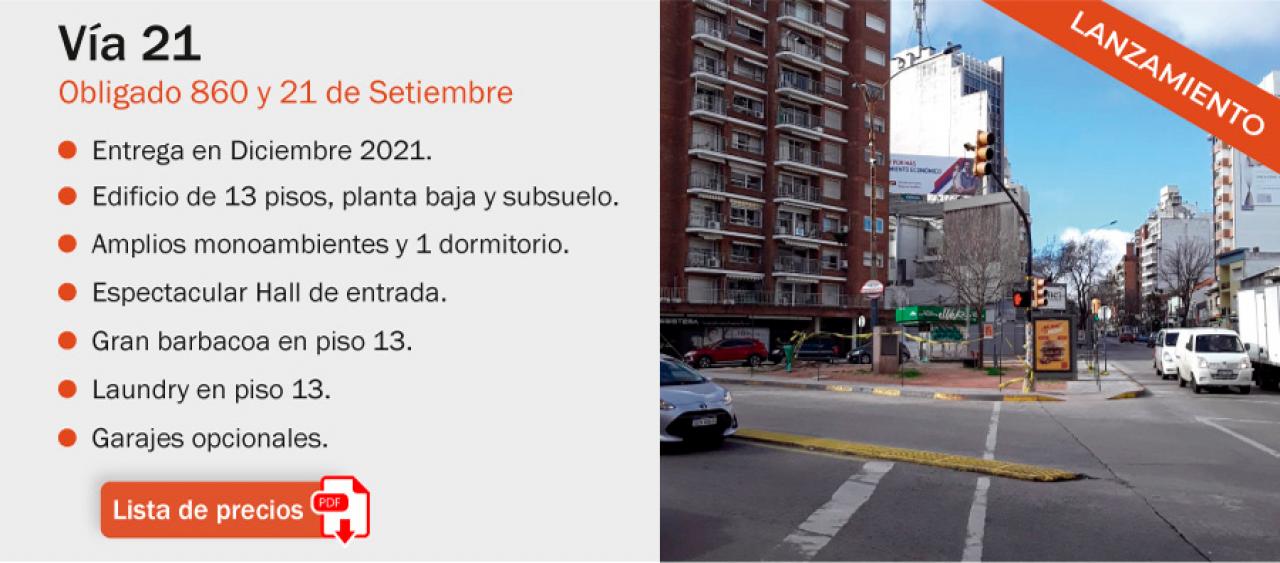 Vía 21
Obligado 860 y 21 de Setiembre
Entrega en Diciembre 2021.
Edificio de 13 pisos, planta baja y subsuelo.
Amplios monoambientes y 1 dormitorio.
Espectacular Hall de entrada.
Gran barbacoa en piso 13.
Laundry en piso 13.
Garajes opcionales.
Lista de precios
PDF
LANZAMIENTO